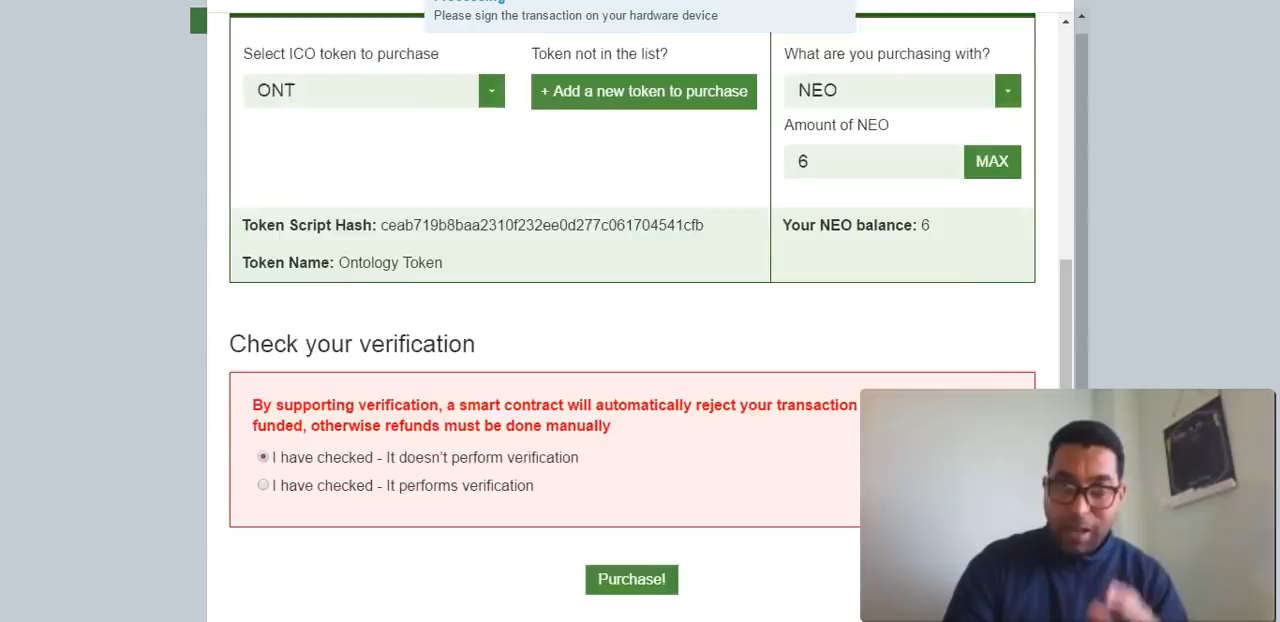 Please sign the transaction on your hardware device
Select ICO token to purchase
Token not in the list?
What are you purchasing with?
ONT
+ Add a new token to purchase
NEO
Amount of NEO
6
MAX
Token Script Hash: ceab719b8baa2310f232ee0d277c061704541cfb
Your NEO balance: 6
Token Name: Ontology Token
Check your verification
By supporting verification, a smart contract will automatically reject your transaction
funded, otherwise refunds must be done manually
I have checked - It doesn't perform verification
I have checked - It performs verification
Purchase!